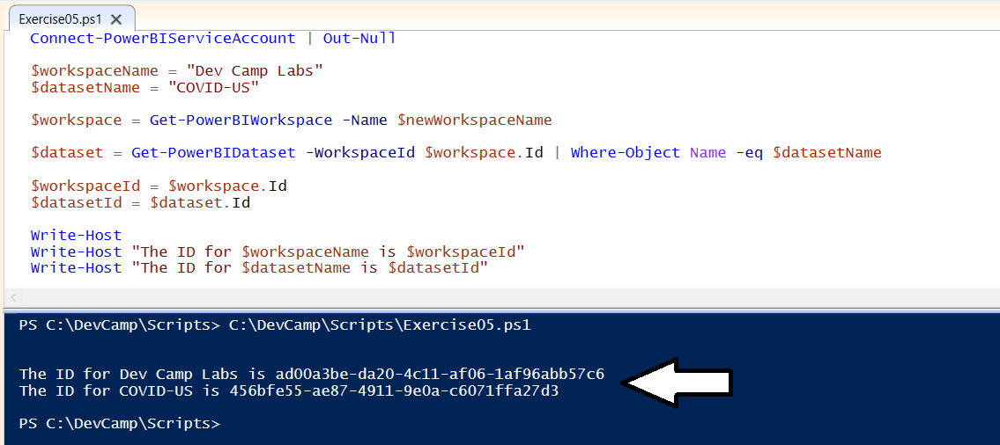 Exercise05.ps1
Connect-PowerBIServiceAccount | Out-Null
$workspaceName = "Dev Camp Labs"
$datasetName = "COVID-US"
$workspace = Get-PowerBIWorkspace -Name $newWorkspaceName
$dataset = Get-PowerBIDataset -WorkspaceId $workspace.Id | Where-Object Name -eq $datasetName
$workspaceId = $workspace.Id
$datasetId = $dataset.Id
Write-Host
Write-Host "The ID for $workspaceName is $workspaceId"
Write-Host "The ID for $datasetName is $datasetId"
PS C:\DevCamp\Scripts> C:\DevCamp\Scripts\Exercise05.ps1
The ID for Dev Camp Labs is ad00a3be-da20-4c11-af06-1af96abb57c6
The ID for COVID-US is 456bfe55-ae87-4911-9e0a-c6071ffa27d3
PS C:\DevCamp\Scripts>